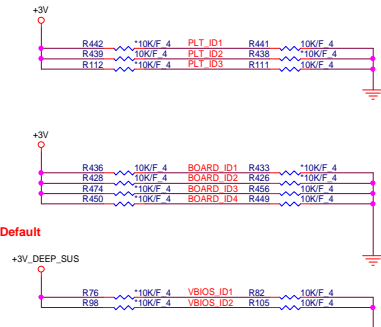 +3V
R442 *10K/F_4 PLT_ID1 R441 10K/F_4
R439 *10K/F_4 PLT_ID2 R438 10K/F_4
R112 *10K/F_4 PLT_ID3 R111 10K/F_4
+3V
R436 10K/F_4 BOARD_ID1 R433 *10K/F_4
R428 10K/F_4 BOARD_ID2 R426 *10K/F_4
R474 *10K/F_4 BOARD_ID3 R456 10K/F_4
R450 *10K/F_4 BOARD_ID4 R449 10K/F_4
Default
+3V_DEEP_SUS
R76 *10K/F_4 VBIOS_ID1 R82 10K/F_4
R98 *10K/F_4 VBIOS_ID2 R105 10K/F_4